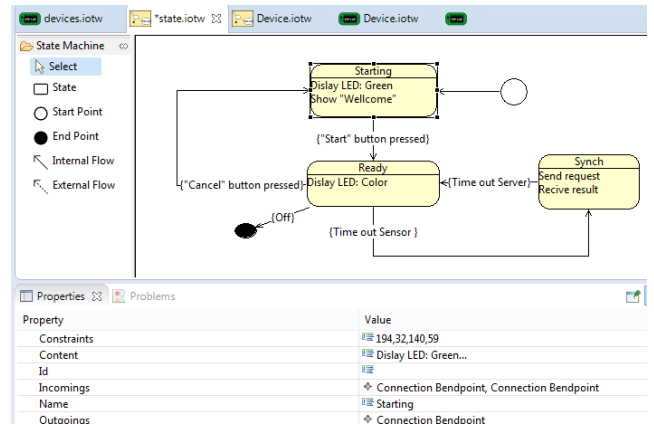 devices.iotw
*state.iotw
Device.iotw
Device.iotw
State Machine
Select
State
Start Point
End Point
Internal Flow
External Flow
Starting
Dislay LED: Green
Show "Wellcome"
{"Start" button pressed}
Ready
Dislay LED: Color
{"Cancel" button pressed}
{Time out Server}
Synch
Send request
Recive result
{Off}
{Time out Sensor }
Properties
Problems
Property Value
Constraints 194,32,140,59
Content Dislay LED: Green...
Id
Incomings Connection Bendpoint, Connection Bendpoint
Name Starting
Outgoings Connection Bendpoint